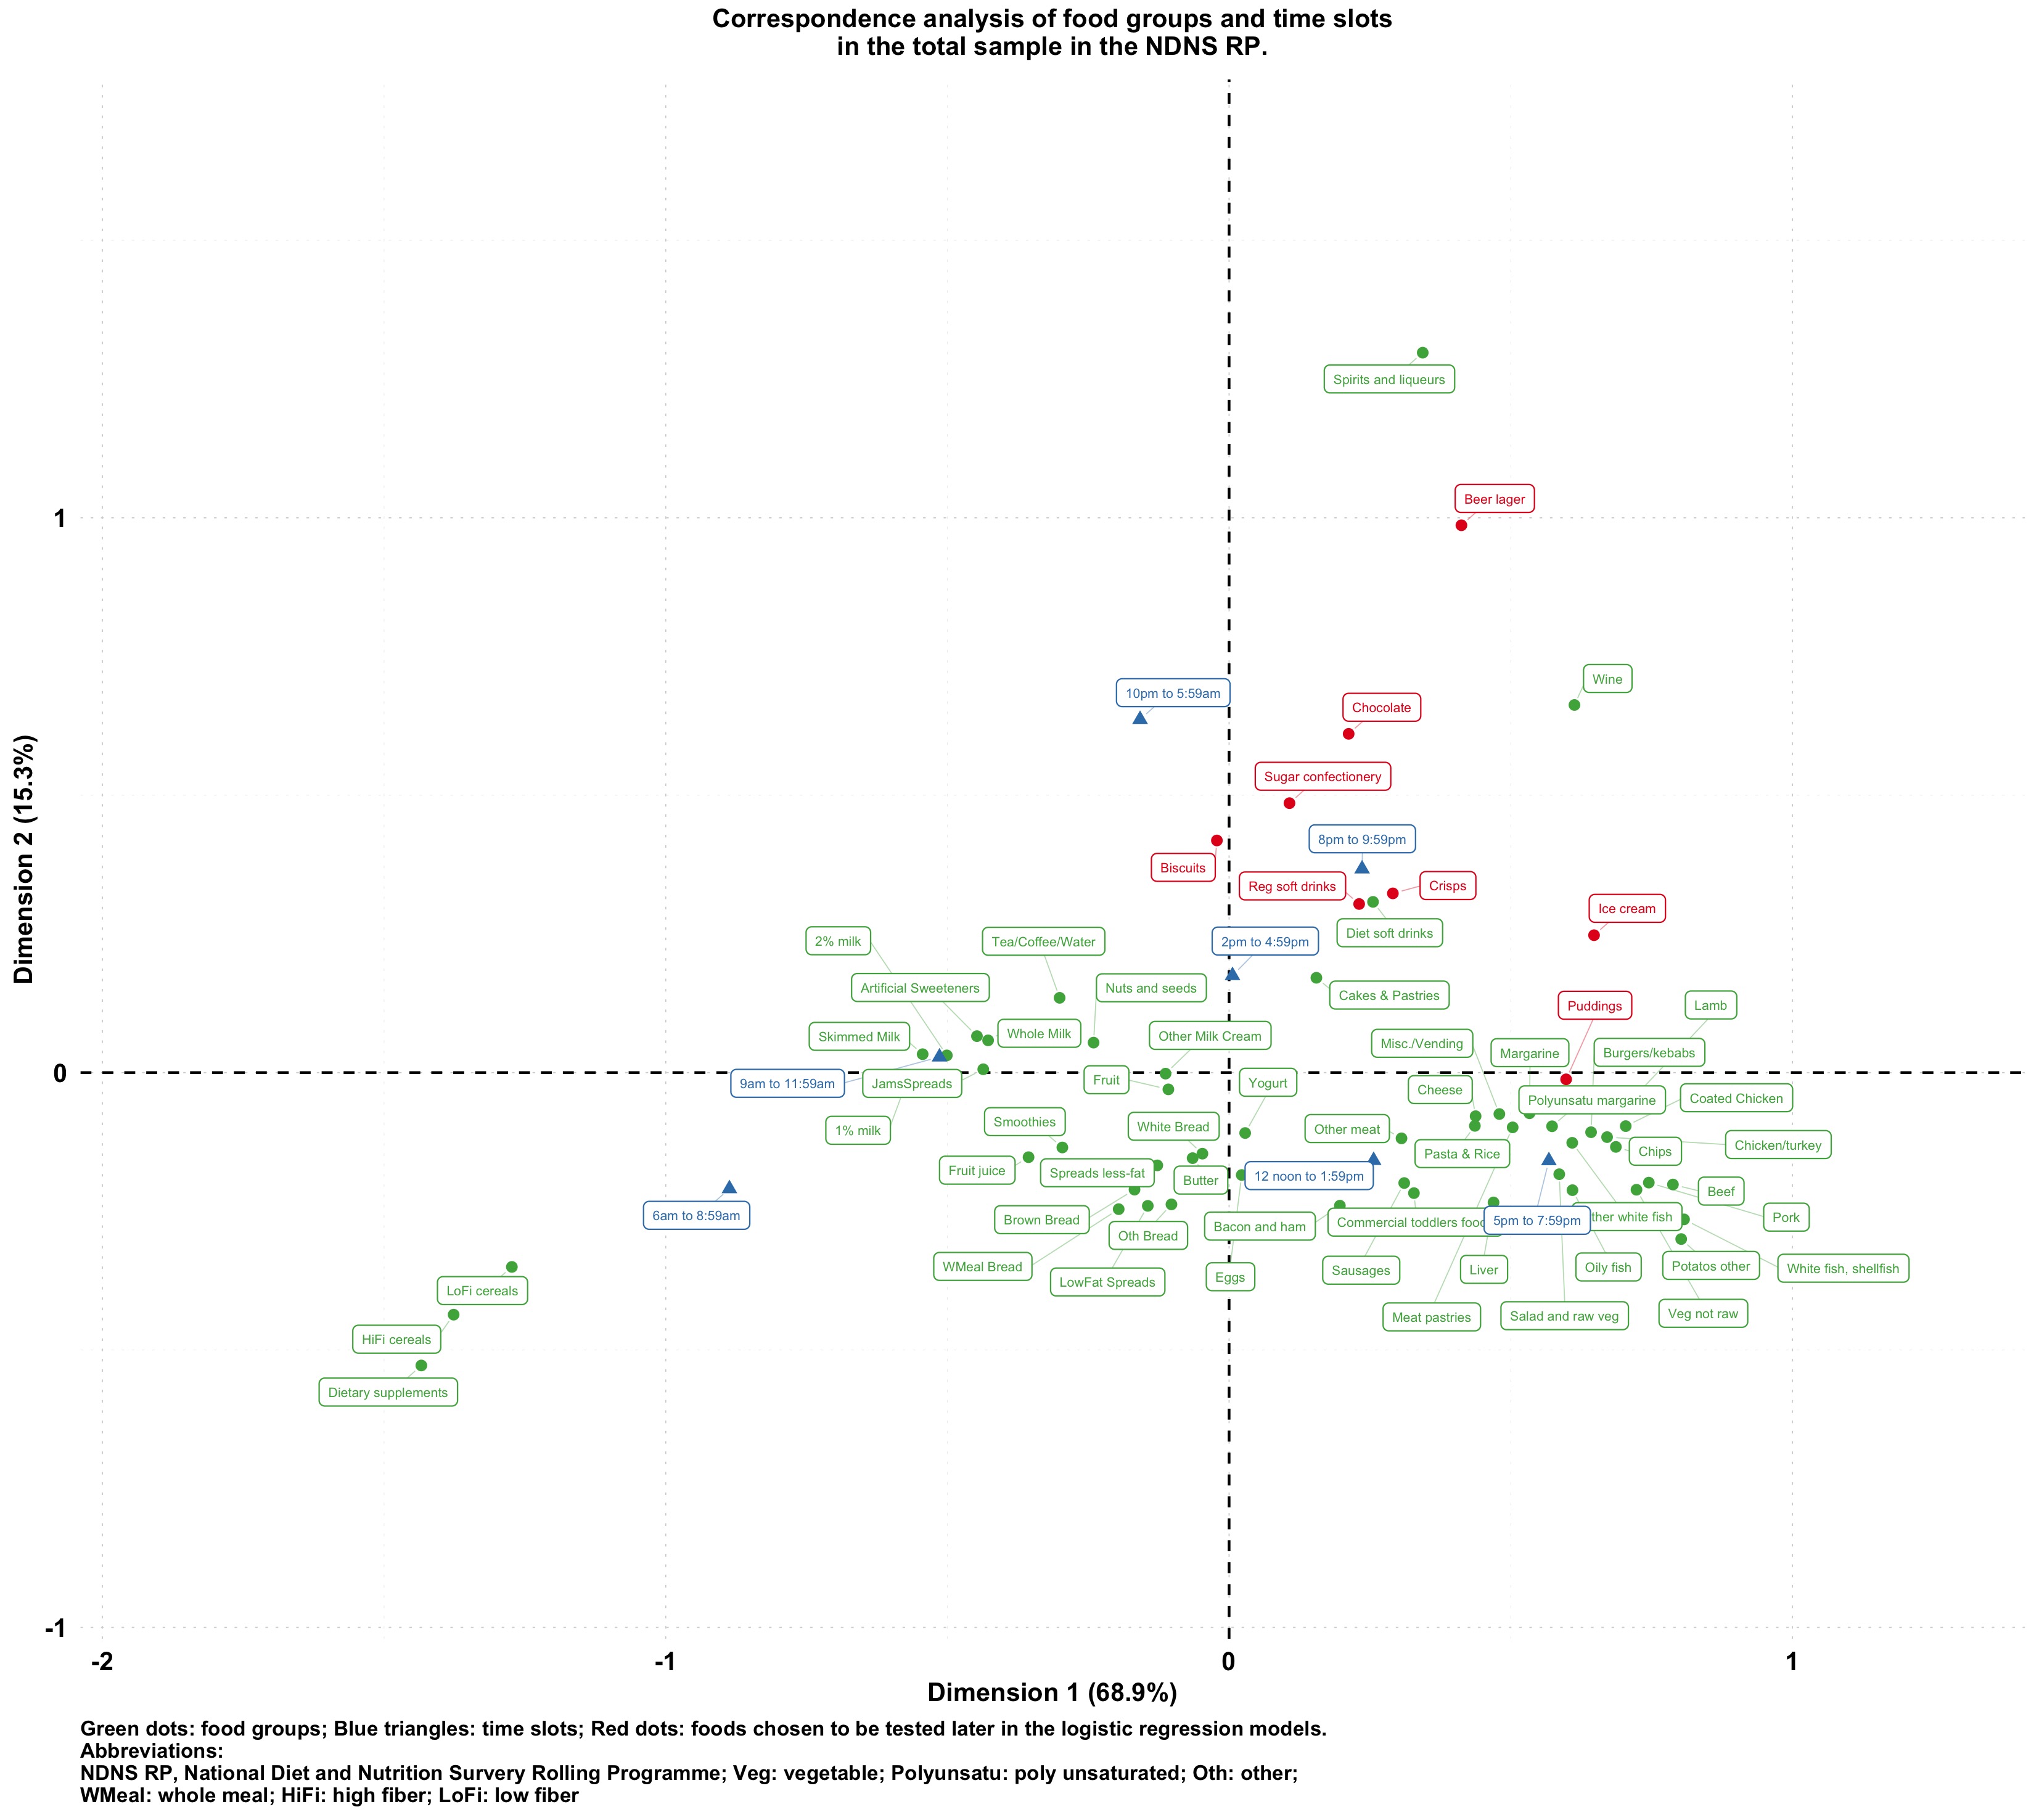 Correspondence analysis of food groups and time slots
in the total sample in the NDNS RP.
Dimension 2 (15.3%)
1
0
-1
Spirits and liqueurs
Beer lager
Wine
10pm to 5:59am
Chocolate
Sugar confectionery
8pm to 9:59pm
Biscuits
Reg soft drinks
Crisps
Ice cream
Diet soft drinks
2% milk
Tea/Coffee/Water
2pm to 4:59pm
Artificial Sweeteners
Nuts and seeds
Cakes & Pastries
Puddings
Lamb
Skimmed Milk
Whole Milk
Other Milk Cream
Misc./Vending
Margarine
Burgers/kebabs
9am to 11:59am
JamsSpreads
Fruit
Yogurt
Cheese
Polyunsatu margarine
Coated Chicken
1% milk
Smoothies
White Bread
Other meat
Pasta & Rice
Chips
Chicken/turkey
Fruit juice
Spreads less-fat
Butter
12 noon to 1:59pm
Beef
6am to 8:59am
Brown Bread
Oth Bread
Bacon and ham
Commercial toddlers
5pm to 7:59pm
white fish
Pork
WMeal Bread
LowFat Spreads
Eggs
Sausages
Liver
Oily fish
Potatos other
White fish, shellfish
LoFi cereals
Meat pastries
Salad and raw veg
Veg not raw
HiFi cereals
Dietary supplements
-2
-1
0
1
Dimension 1 (68.9%)
Green dots: food groups; Blue triangles: time slots; Red dots: foods chosen to be tested later in the logistic regression models.
Abbreviations:
NDNS RP, National Diet and Nutrition Survery Rolling Programme; Veg: vegetable; Polyunsatu: poly unsaturated; Oth: other;
WMeal: whole meal; HiFi: high fiber; LoFi: low fiber